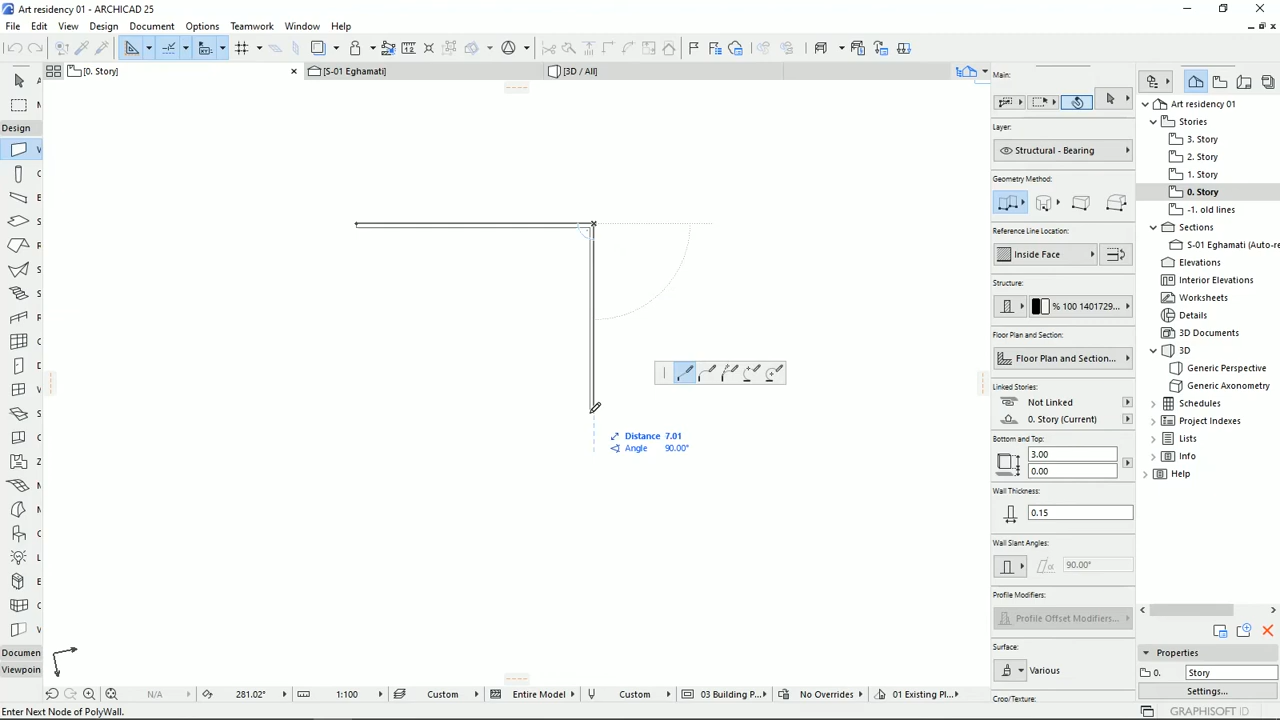 Art residency 01 - ARCHICAD 25
File Edit View Design Document Options Teamwork Window Help
[0. Story]
[S-01 Eghamati]
[3D / All]
Main:
Layer:
Structural - Bearing
Geometry Method:
Reference Line Location:
Inside Face
Structure:
% 100 1401729...
Floor Plan and Section:
Floor Plan and Section...
Linked Stories:
Not Linked
0. Story (Current)
Bottom and Top:
3.00
0.00
Wall Thickness:
0.15
Wall Slant Angles:
α
90.00°
Profile Modifiers:
Profile Offset Modifiers...
Surface:
Various
Crop/Texture:
Design
W
C
B
S
R
S
S
R
C
D
W
S
Z
M
M
O
L
E
C
W
Documen
Viewpoin
Distance 7.01
Angle 90.00°
Art residency 01
Stories
3. Story
2. Story
1. Story
0. Story
-1. old lines
Sections
S-01 Eghamati (Auto-re
Elevations
Interior Elevations
Worksheets
Details
3D Documents
3D
Generic Perspective
Generic Axonometry
Schedules
Project Indexes
Lists
Info
Help
Properties
0. Story
Settings...
N/A 281.02° 1:100 Custom Entire Model Custom 03 Building P... No Overrides 01 Existing Pl...
Enter Next Node of PolyWall.
GRAPHISOFT ID